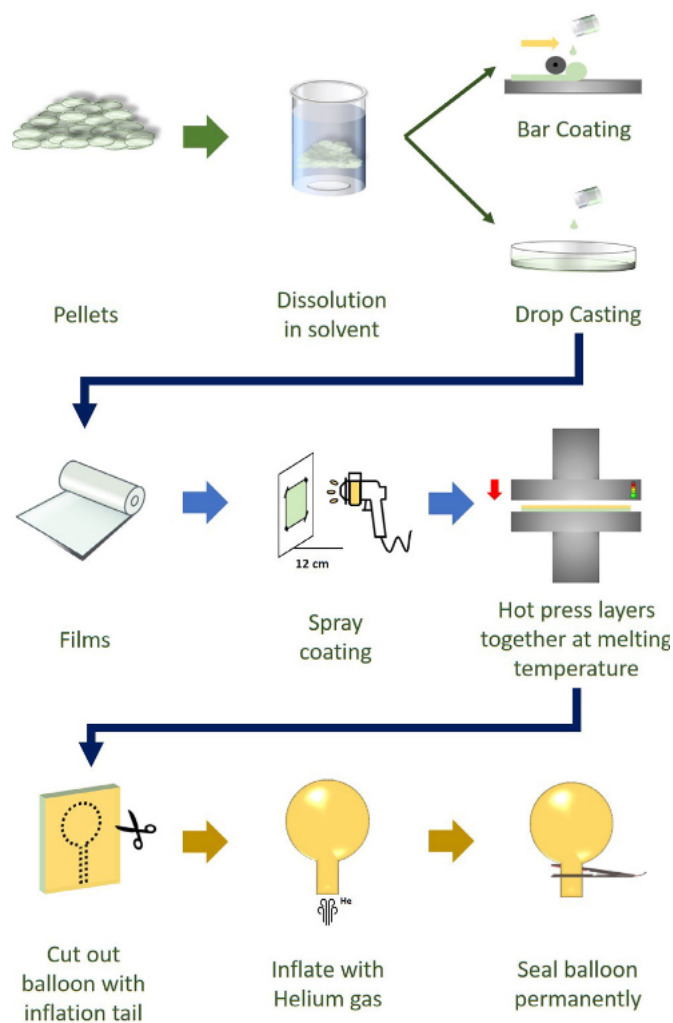 Bar Coating
Pellets
Dissolution
in solvent
Drop Casting
12 cm
Films
Spray
coating
Hot press layers
together at melting
temperature
He
Cut out
balloon with
inflation tail
Inflate with
Helium gas
Seal balloon
permanently